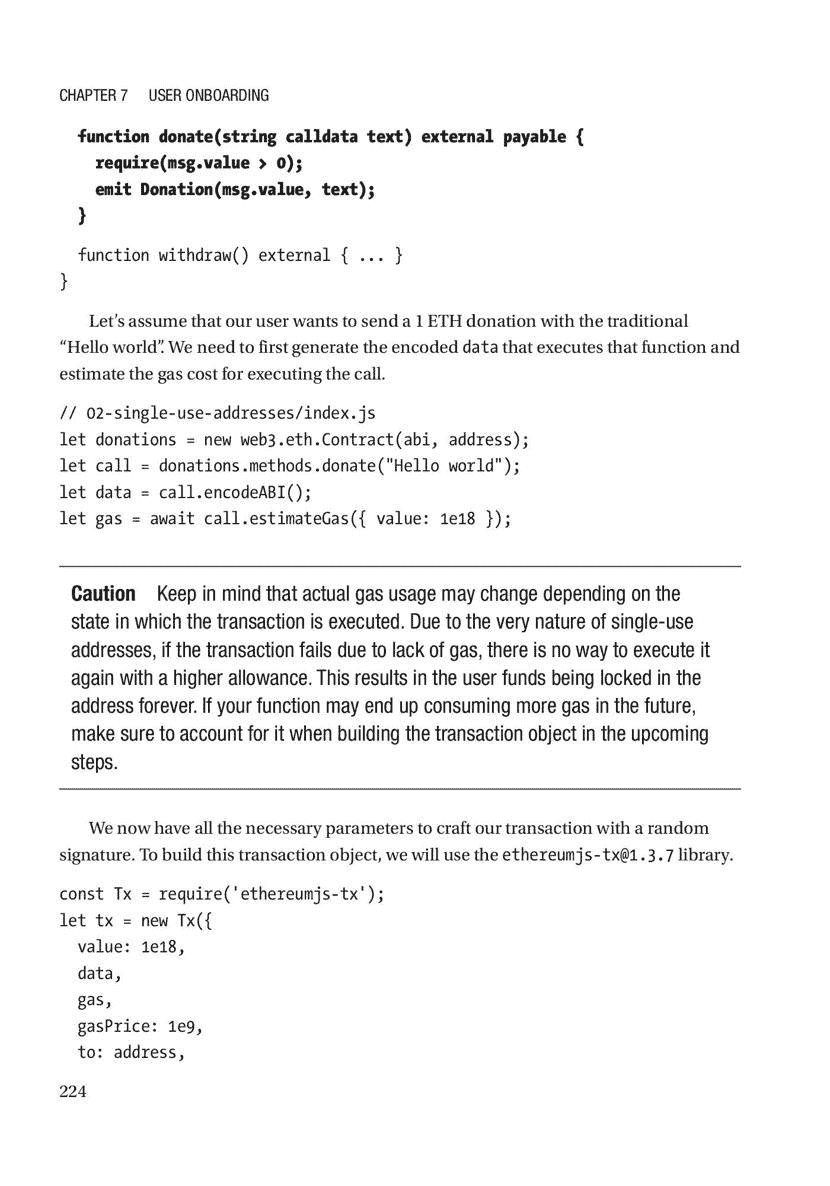 CHAPTER 7 USER ONBOARDING
function donate(string calldata text) external payable {
require(msg.value > 0);
emit Donation(msg.value, text);
}
function withdraw() external { ... }
}
Let’s assume that our user wants to send a 1 ETH donation with the traditional
“Hello world”. We need to first generate the encoded data that executes that function and
estimate the gas cost for executing the call.
// 02-single-use-addresses/index.js
let donations = new web3.eth.Contract(abi, address);
let call = donations.methods.donate("Hello world");
let data = call.encodeABI();
let gas = await call.estimateGas({ value: 1e18 });
Caution Keep in mind that actual gas usage may change depending on the
state in which the transaction is executed. Due to the very nature of single-use
addresses, if the transaction fails due to lack of gas, there is no way to execute it
again with a higher allowance. This results in the user funds being locked in the
address forever. If your function may end up consuming more gas in the future,
make sure to account for it when building the transaction object in the upcoming
steps.
We now have all the necessary parameters to craft our transaction with a random
signature. To build this transaction object, we will use the ethereumjs-tx@1.3.7 library.
const Tx = require('ethereumjs-tx');
let tx = new Tx({
value: 1e18,
data,
gas,
gasPrice: 1e9,
to: address,
224